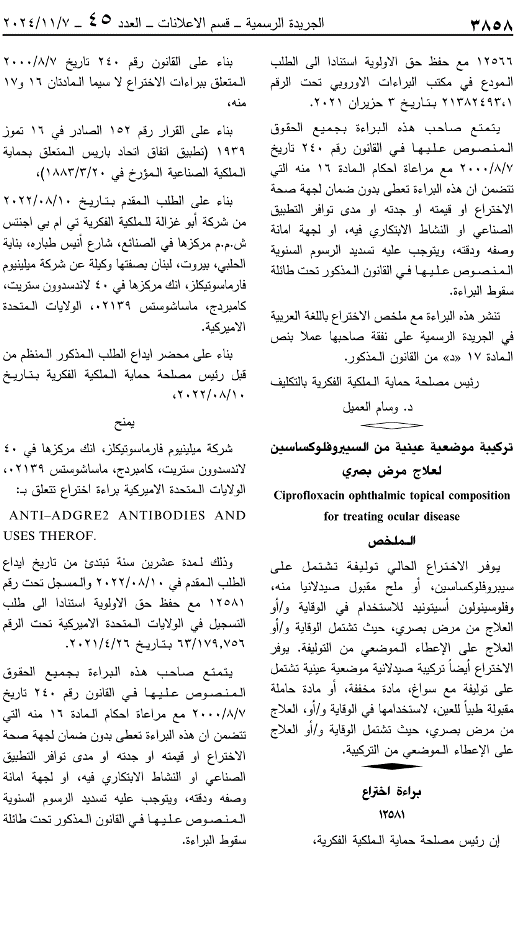 ٣٨٥٨
الجريدة الرسمية ـ قسم الاعلانات ـ العدد ٤٥ ـ ٢٠٢٤/١١/٧
١٢٥٦٦ مع حفظ حق الاولوية استنادا الى الطلب
المودع في مكتب البراءات الاوروبي تحت الرقم
٢١٣٨٢٤٩٣،١ بتاريخ ٣ حزيران ٢٠٢١.
يتمتع صاحب هذه البراءة بجميع الحقوق
المنصوص عليها في القانون رقم ٢٤٠ تاريخ
٢٠٠٠/٨/٧ مع مراعاة احكام المادة ١٦ منه التي
تتضمن ان هذه البراءة تعطى بدون ضمان لجهة صحة
الاختراع او قيمته او جدته او مدى توافر التطبيق
الصناعي او النشاط الابتكاري فيه، او لجهة امانة
وصفه ودقته، ويتوجب عليه تسديد الرسوم السنوية
المنصوص عليها في القانون المذكور تحت طائلة
سقوط البراءة.
تنشر هذه البراءة مع ملخص الاختراع باللغة العربية
في الجريدة الرسمية على نفقة صاحبها عملا بنص
المادة ١٧ «د» من القانون المذكور.
رئيس مصلحة حماية الملكية الفكرية بالتكليف
د. وسام العميل
تركيبة موضعية عينية من السيبروفلوكساسين
لعلاج مرض بصري
Ciprofloxacin ophthalmic topical composition
for treating ocular disease
الملخص
يوفر الاختراع الحالي توليفة تشتمل على
سيبروفلوكساسين، أو ملح مقبول صيدلانيا منه،
وفلوسينولون أسيتونيد للاستخدام في الوقاية و/أو
العلاج من مرض بصري، حيث تشتمل الوقاية و/أو
العلاج على الإعطاء الموضعي من التوليفة. يوفر
الاختراع أيضاً تركيبة صيدلانية موضعية عينية تشتمل
على توليفة مع سواغ، مادة مخففة، أو مادة حاملة
مقبولة طبياً للعين، لاستخدامها في الوقاية و/أو، العلاج
من مرض بصري، حيث تشتمل الوقاية و/أو العلاج
على الإعطاء الموضعي من التركيبة.
براءة اختراع
١٢٥٨١
إن رئيس مصلحة حماية الملكية الفكرية،
بناء على القانون رقم ٢٤٠ تاريخ ٢٠٠٠/٨/٧
المتعلق ببراءات الاختراع لا سيما المادتان ١٦ و١٧
منه،
بناء على القرار رقم ١٥٢ الصادر في ١٦ تموز
١٩٣٩ (تطبيق اتفاق اتحاد باريس المتعلق بحماية
الملكية الصناعية المؤرخ في ١٨٨٣/٣/٢٠)،
بناء على الطلب المقدم بتاريخ ٢٠٢٢/٠٨/١٠
من شركة أبو غزالة للملكية الفكرية تي ام بي اجنتس
ش.م.م مركزها في الصنائع، شارع أنيس طباره، بناية
الحلبي، بيروت، لبنان بصفتها وكيلة عن شركة ميلينيوم
فارماسوتيكلز، انك مركزها في ٤٠ لاندسدوون ستريت،
كامبردج، ماساشوستس ٠٢١٣٩، الولايات المتحدة
الاميركية.
بناء على محضر ايداع الطلب المذكور المنظم من
قبل رئيس مصلحة حماية الملكية الفكرية بتاريخ
٢٠٢٢/٠٨/١٠،
يمنح
شركة ميلينيوم فارماسوتيكلز، انك مركزها في ٤٠
لاندسدوون ستريت، كامبردج، ماساشوستس ٠٢١٣٩،
الولايات المتحدة الاميركية براءة اختراع تتعلق بـ:
ANTI–ADGRE2 ANTIBODIES AND
USES THEROF.
وذلك لمدة عشرين سنة تبتدئ من تاريخ ايداع
الطلب المقدم في ٢٠٢٢/٠٨/١٠ والمسجل تحت رقم
١٢٥٨١ مع حفظ حق الاولوية استنادا الى طلب
التسجيل في الولايات المتحدة الاميركية تحت الرقم
٦٣/١٧٩,٧٥٦ بتاريخ ٢٠٢١/٤/٢٦.
يتمتع صاحب هذه البراءة بجميع الحقوق
المنصوص عليها في القانون رقم ٢٤٠ تاريخ
٢٠٠٠/٨/٧ مع مراعاة احكام المادة ١٦ منه التي
تتضمن ان هذه البراءة تعطى بدون ضمان لجهة صحة
الاختراع او قيمته او جدته او مدى توافر التطبيق
الصناعي او النشاط الابتكاري فيه، او لجهة امانة
وصفه ودقته، ويتوجب عليه تسديد الرسوم السنوية
المنصوص عليها في القانون المذكور تحت طائلة
سقوط البراءة.